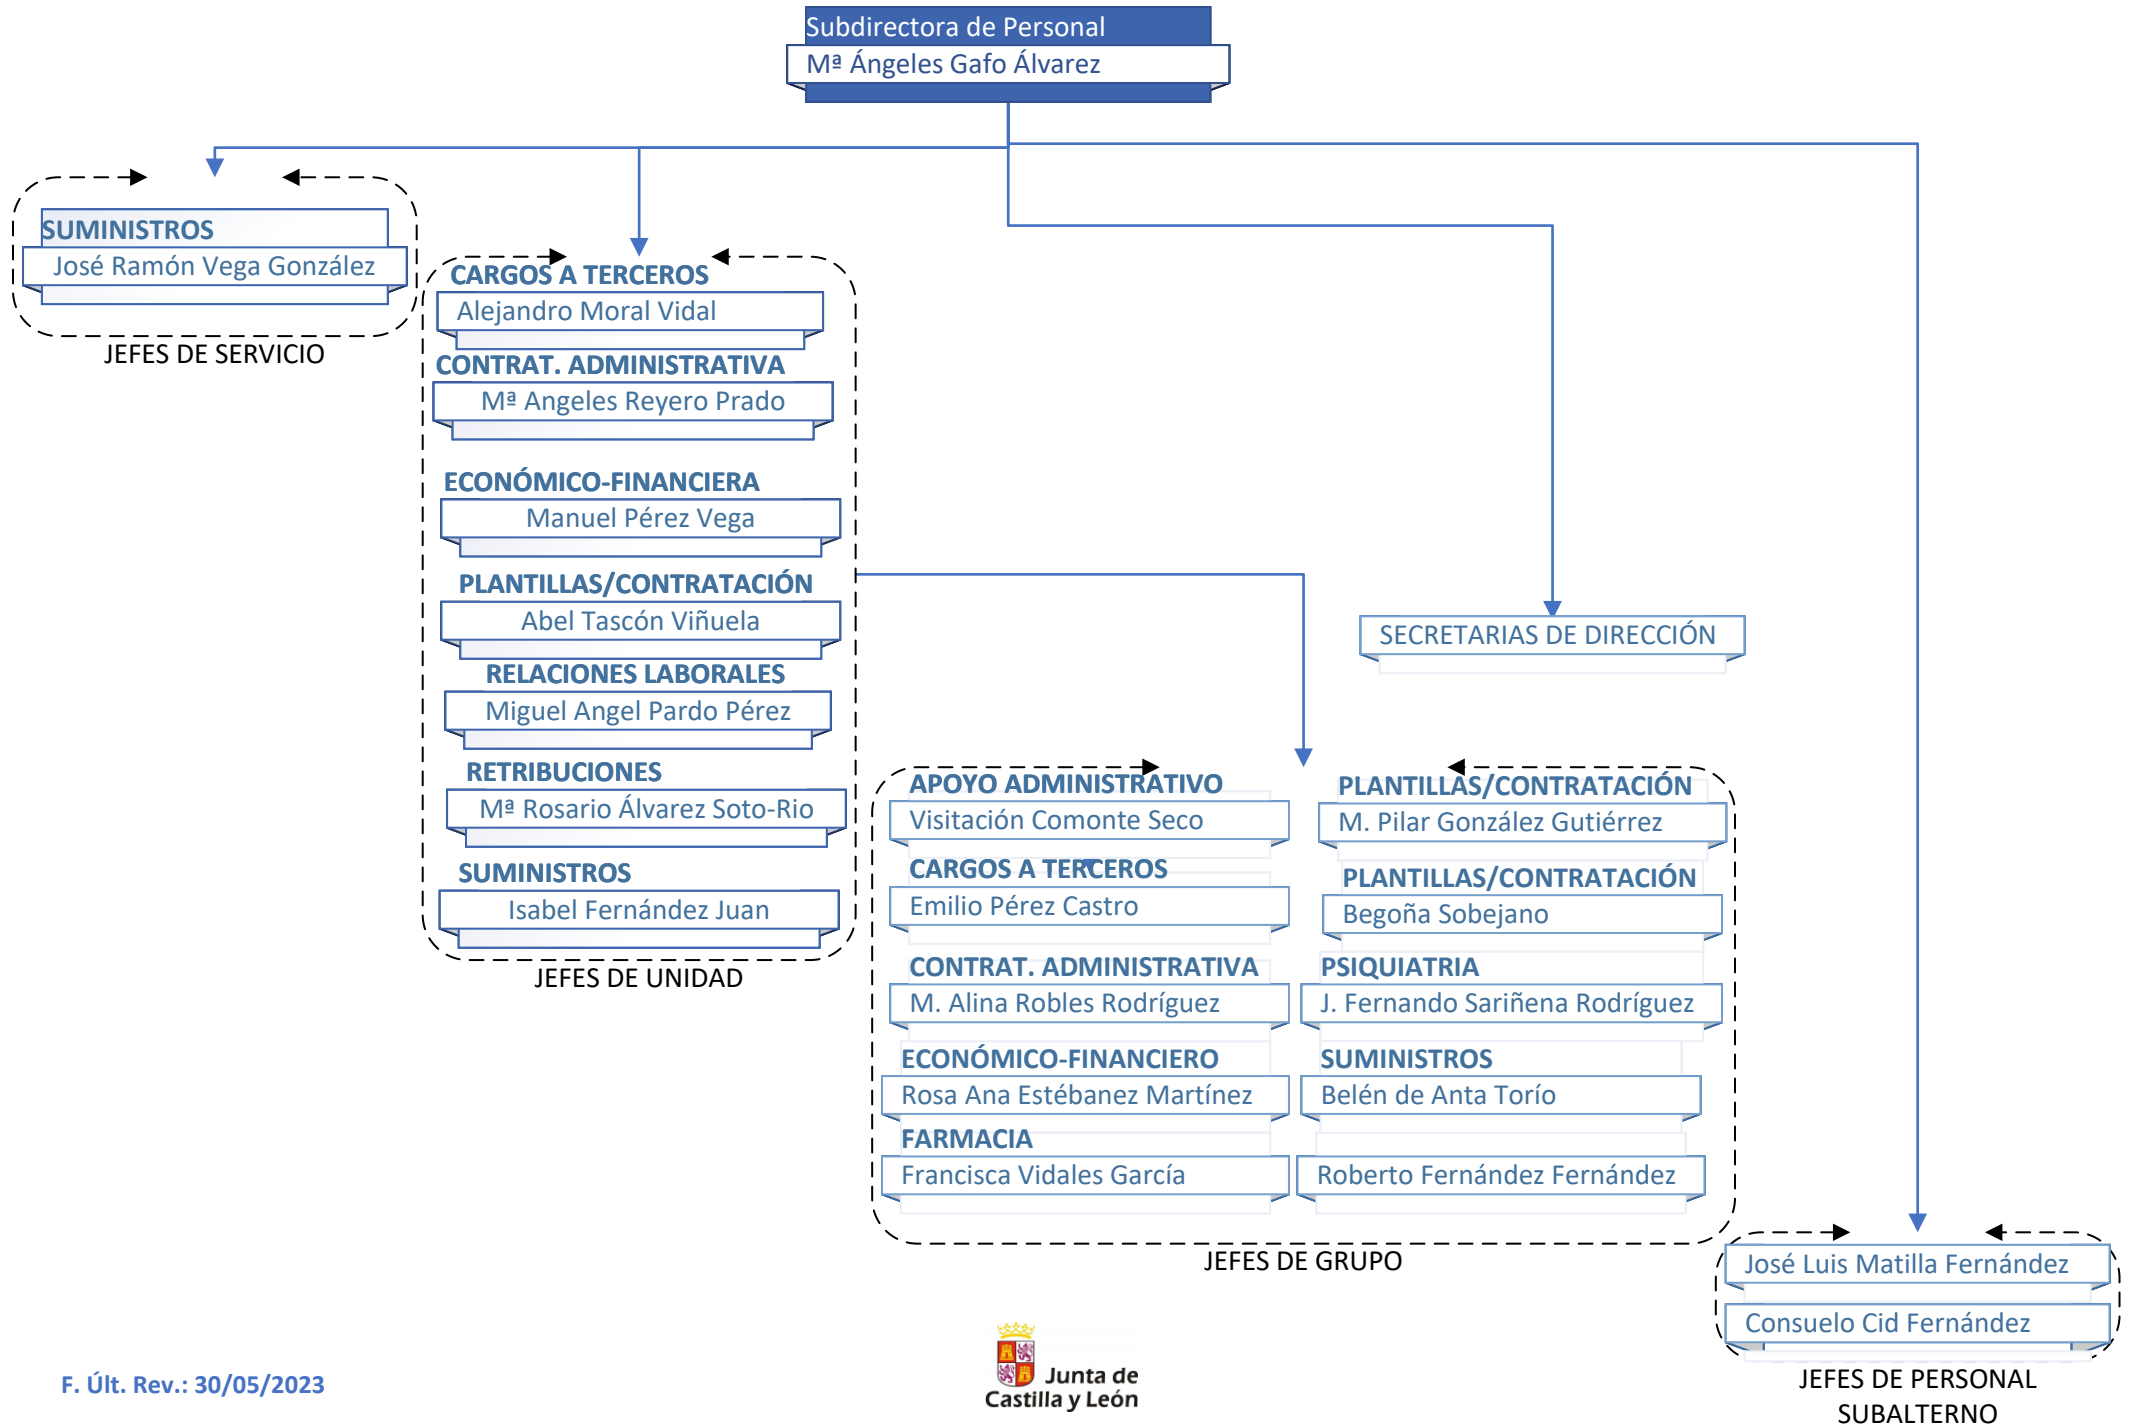 Subdirectora de Personal
Mª Ángeles Gafo Álvarez
SUMINISTROS
José Ramón Vega González
JEFES DE SERVICIO
CARGOS A TERCEROS
Alejandro Moral Vidal
CONTRAT. ADMINISTRATIVA
Mª Angeles Reyero Prado
ECONÓMICO-FINANCIERA
Manuel Pérez Vega
PLANTILLAS/CONTRATACIÓN
Abel Tascón Viñuela
RELACIONES LABORALES
Miguel Angel Pardo Pérez
RETRIBUCIONES
Mª Rosario Álvarez Soto-Rio
SUMINISTROS
Isabel Fernández Juan
JEFES DE UNIDAD
SECRETARIAS DE DIRECCIÓN
APOYO ADMINISTRATIVO
Visitación Comonte Seco
CARGOS A TERCEROS
Emilio Pérez Castro
CONTRAT. ADMINISTRATIVA
M. Alina Robles Rodríguez
ECONÓMICO-FINANCIERO
Rosa Ana Estébanez Martínez
FARMACIA
Francisca Vidales García
PLANTILLAS/CONTRATACIÓN
M. Pilar González Gutiérrez
PLANTILLAS/CONTRATACIÓN
Begoña Sobejano
PSIQUIATRIA
J. Fernando Sariñena Rodríguez
SUMINISTROS
Belén de Anta Torío
Roberto Fernández Fernández
JEFES DE GRUPO
José Luis Matilla Fernández
Consuelo Cid Fernández
JEFES DE PERSONAL
SUBALTERNO
F. Últ. Rev.: 30/05/2023
Junta de
Castilla y León